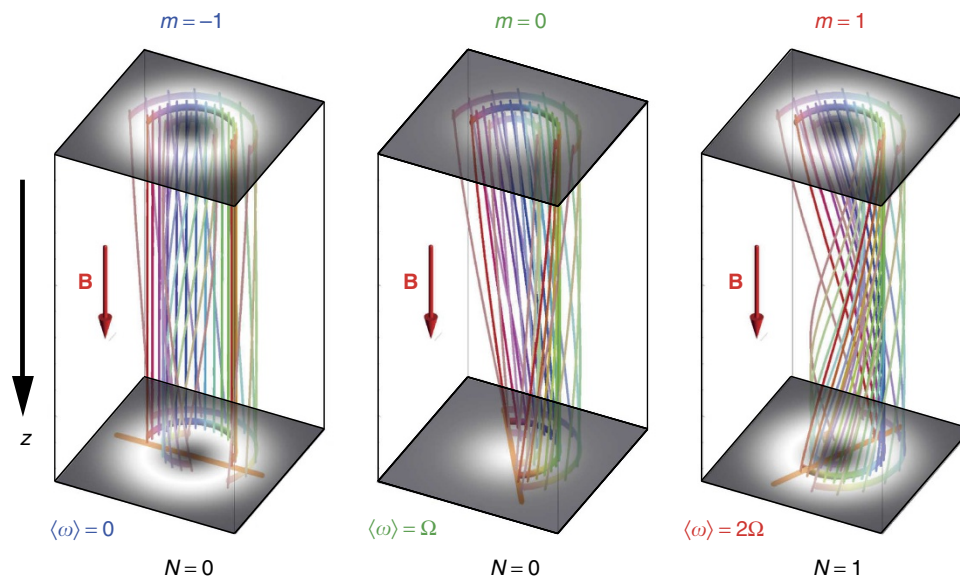 m = −1
m = 0
m = 1
B
B
B
z
⟨ω⟩ = 0
⟨ω⟩ = Ω
⟨ω⟩ = 2Ω
N = 0
N = 0
N = 1